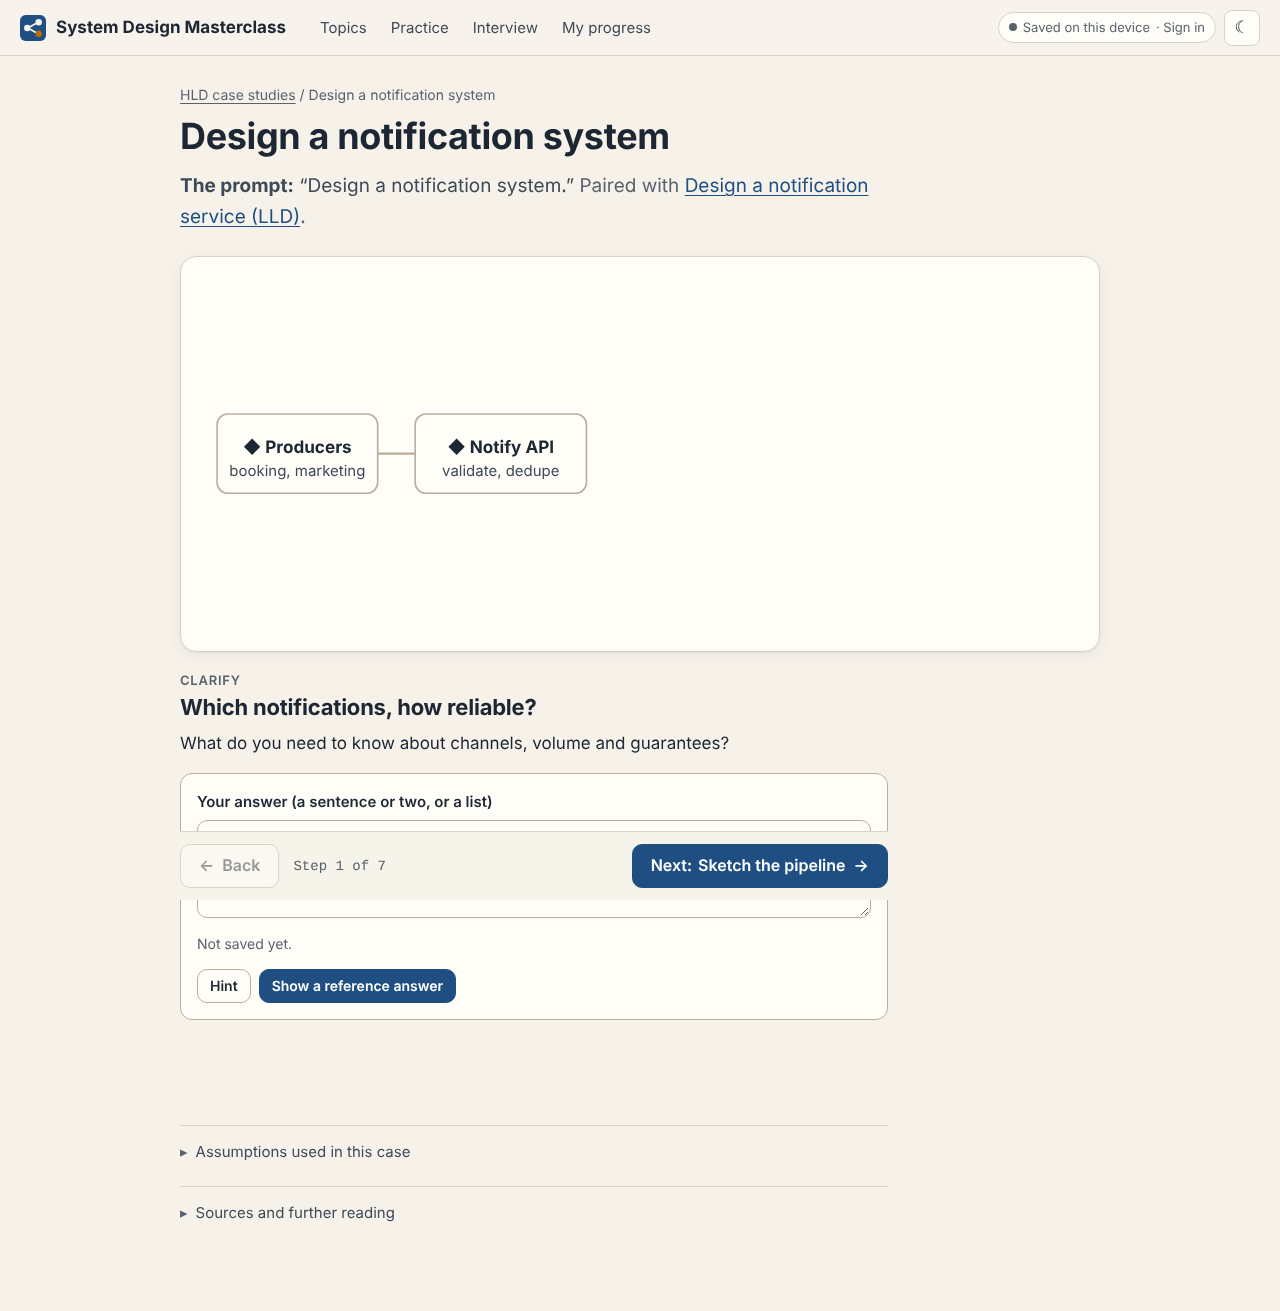 System Design Masterclass
Topics
Practice
Interview
My progress
Saved on this device · Sign in
HLD case studies / Design a notification system
Design a notification system
The prompt: “Design a notification system.” Paired with Design a notification
service (LLD).
Producers
booking, marketing
Notify API
validate, dedupe
CLARIFY
Which notifications, how reliable?
What do you need to know about channels, volume and guarantees?
Your answer (a sentence or two, or a list)
← Back
Step 1 of 7
Next: Sketch the pipeline →
Not saved yet.
Hint
Show a reference answer
Assumptions used in this case
Sources and further reading